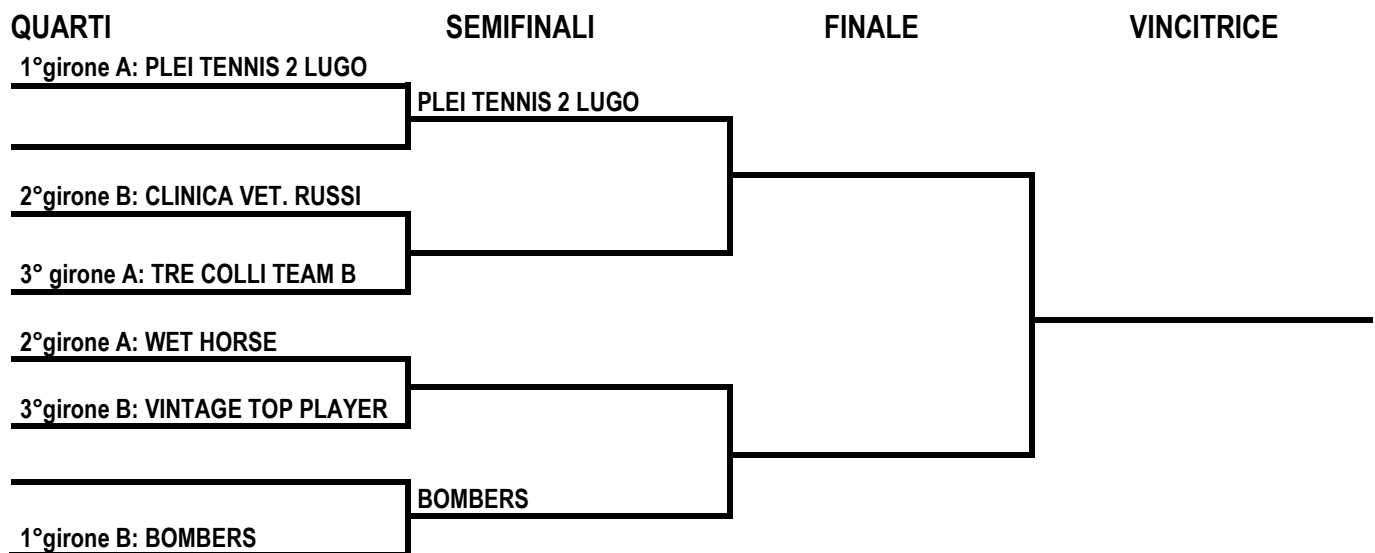 QUARTI SEMIFINALI FINALE VINCITRICE
1°girone A: PLEI TENNIS 2 LUGO
PLEI TENNIS 2 LUGO
2°girone B: CLINICA VET. RUSSI
3° girone A: TRE COLLI TEAM B
2°girone A: WET HORSE
3°girone B: VINTAGE TOP PLAYER
BOMBERS
1°girone B: BOMBERS